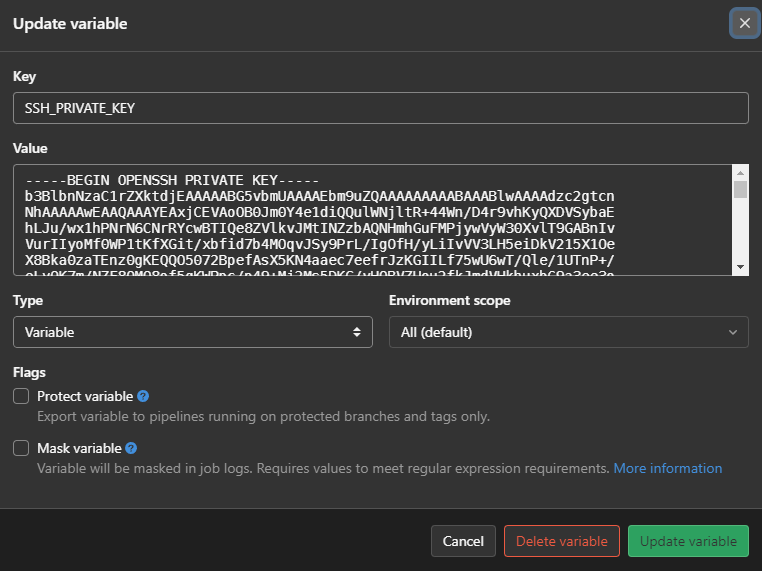 Update variable
Key
SSH_PRIVATE_KEY
Value
-----BEGIN OPENSSH PRIVATE KEY-----
b3BlbnNzaC1rZXktdjEAAAAABG5vbmUAAAAEbm9uZQAAAAAAAAABAAABlwAAAAdzc2gtcn
NhAAAAAwEAAQAAAYEAxjCEVAoOB0Jm0Y4e1diQQulWNjltR+44Wn/D4r9vhKyQXDVSybaE
hLJu/wx1hPNrN6CNrRYcwBTIQe8ZVlkvJMtINZzbAQNHmhGuFMPjywVyW30XvlT9GABnIv
VurIIyoMf0WP1tKfXGit/xbfid7b4MOqvJSy9PrL/IgOfH/yLiIvVV3LH5eiDkV215X1Oe
X8Bka0zaTEnz0gKEQQO5072BpefAsX5KN4aaec7eefrJzKGIILf75wU6wT/Qle/1UTnP+/
Type
Environment scope
Variable
All (default)
Flags
Protect variable
Export variable to pipelines running on protected branches and tags only.
Mask variable
Variable will be masked in job logs. Requires values to meet regular expression requirements. More information
Cancel
Delete variable
Update variable